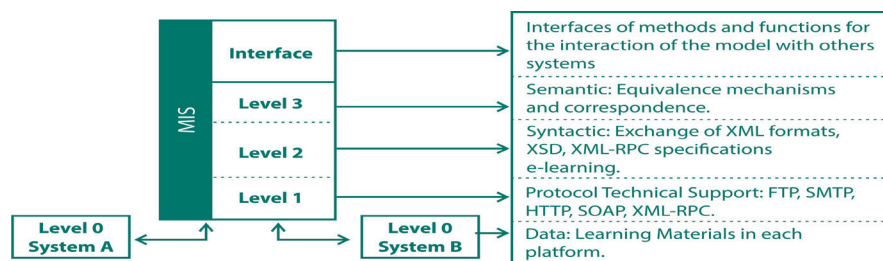 MIS
Interface
Level 3
Level 2
Level 1
Level 0
System A
Level 0
System B
Interfaces of methods and functions for
the interaction of the model with others
systems
Semantic: Equivalence mechanisms
and correspondence.
Syntactic: Exchange of XML formats,
XSD, XML-RPC specifications
e-learning.
Protocol Technical Support: FTP, SMTP,
HTTP, SOAP, XML-RPC.
Data: Learning Materials in each
platform.